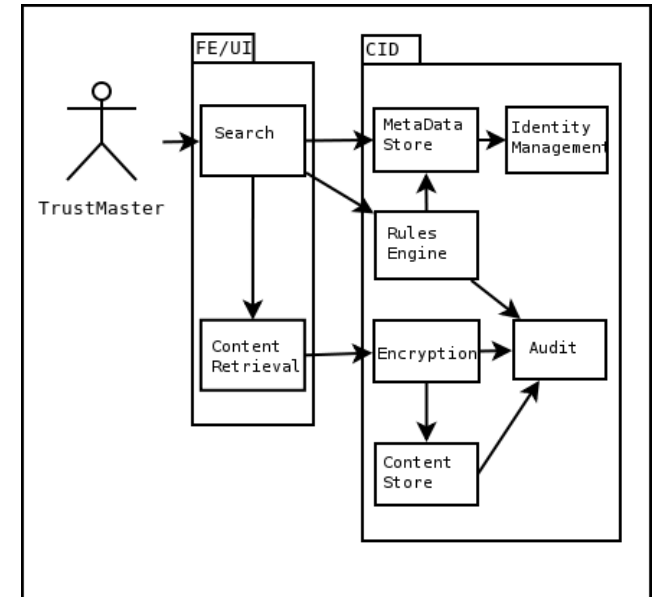 FE/UI
CID
Search
MetaData
Store
Identity
Management
TrustMaster
Rules
Engine
Content
Retrieval
Encryption
Audit
Content
Store